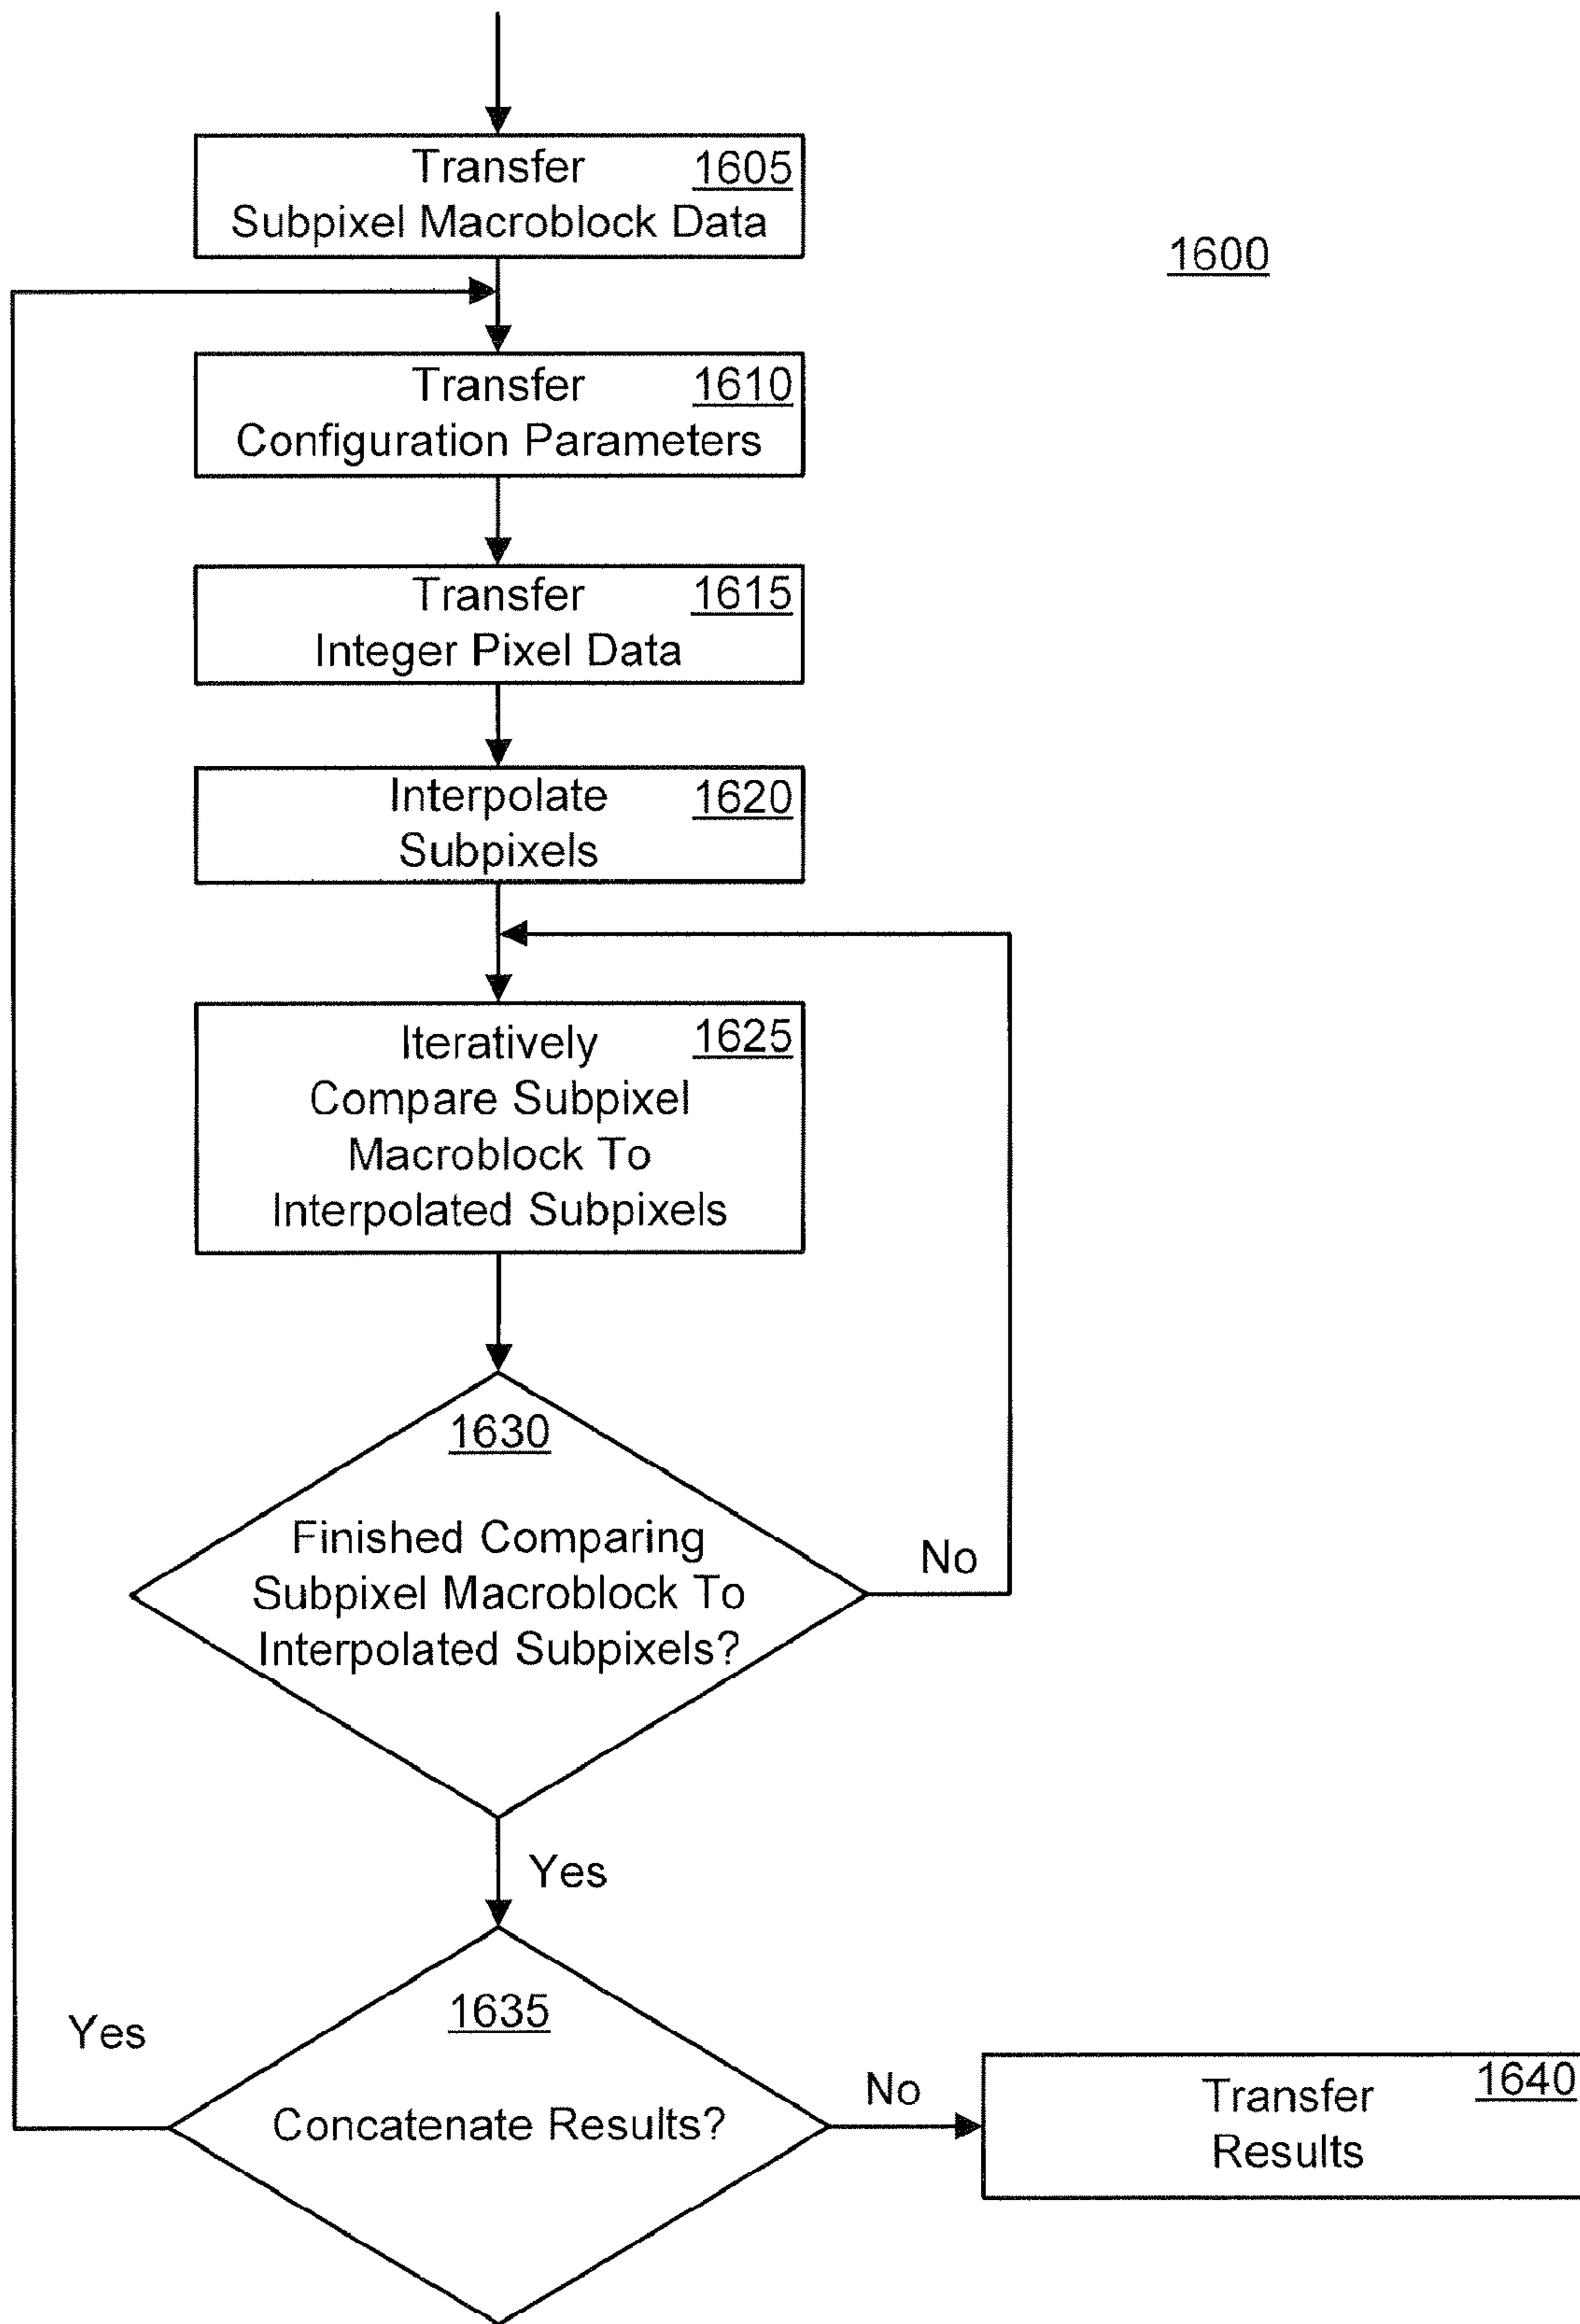 Transfer 1605
Subpixel Macroblock Data
1600
Transfer 1610
Configuration Parameters
Transfer 1615
Integer Pixel Data
Interpolate 1620
Subpixels
Iteratively 1625
Compare Subpixel
Macroblock To
Interpolated Subpixels
1630
Finished Comparing
Subpixel Macroblock To
Interpolated Subpixels?
No
Yes
1635
Yes
Concatenate Results?
No
Transfer 1640
Results